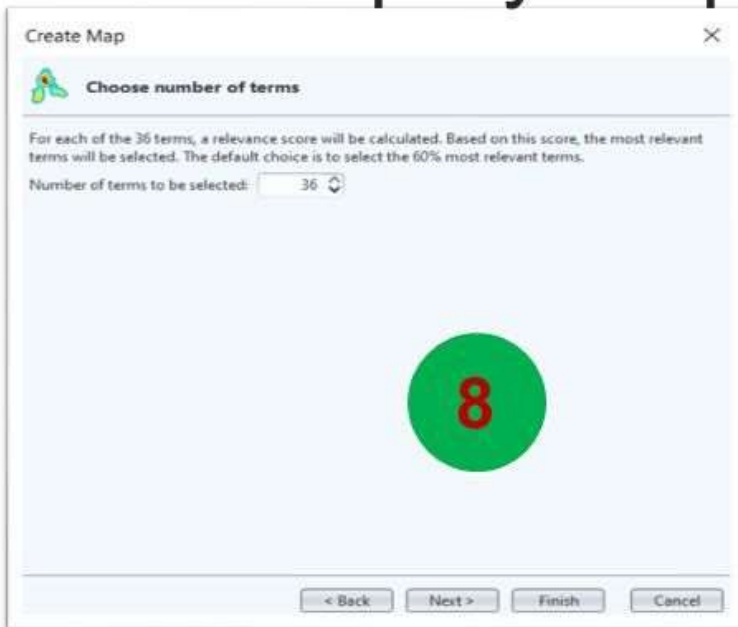 Create Map
Choose number of terms
For each of the 36 terms, a relevance score will be calculated. Based on this score, the most relevant
terms will be selected. The default choice is to select the 60% most relevant terms.
Number of terms to be selected: 36
8
< Back Next > Finish Cancel